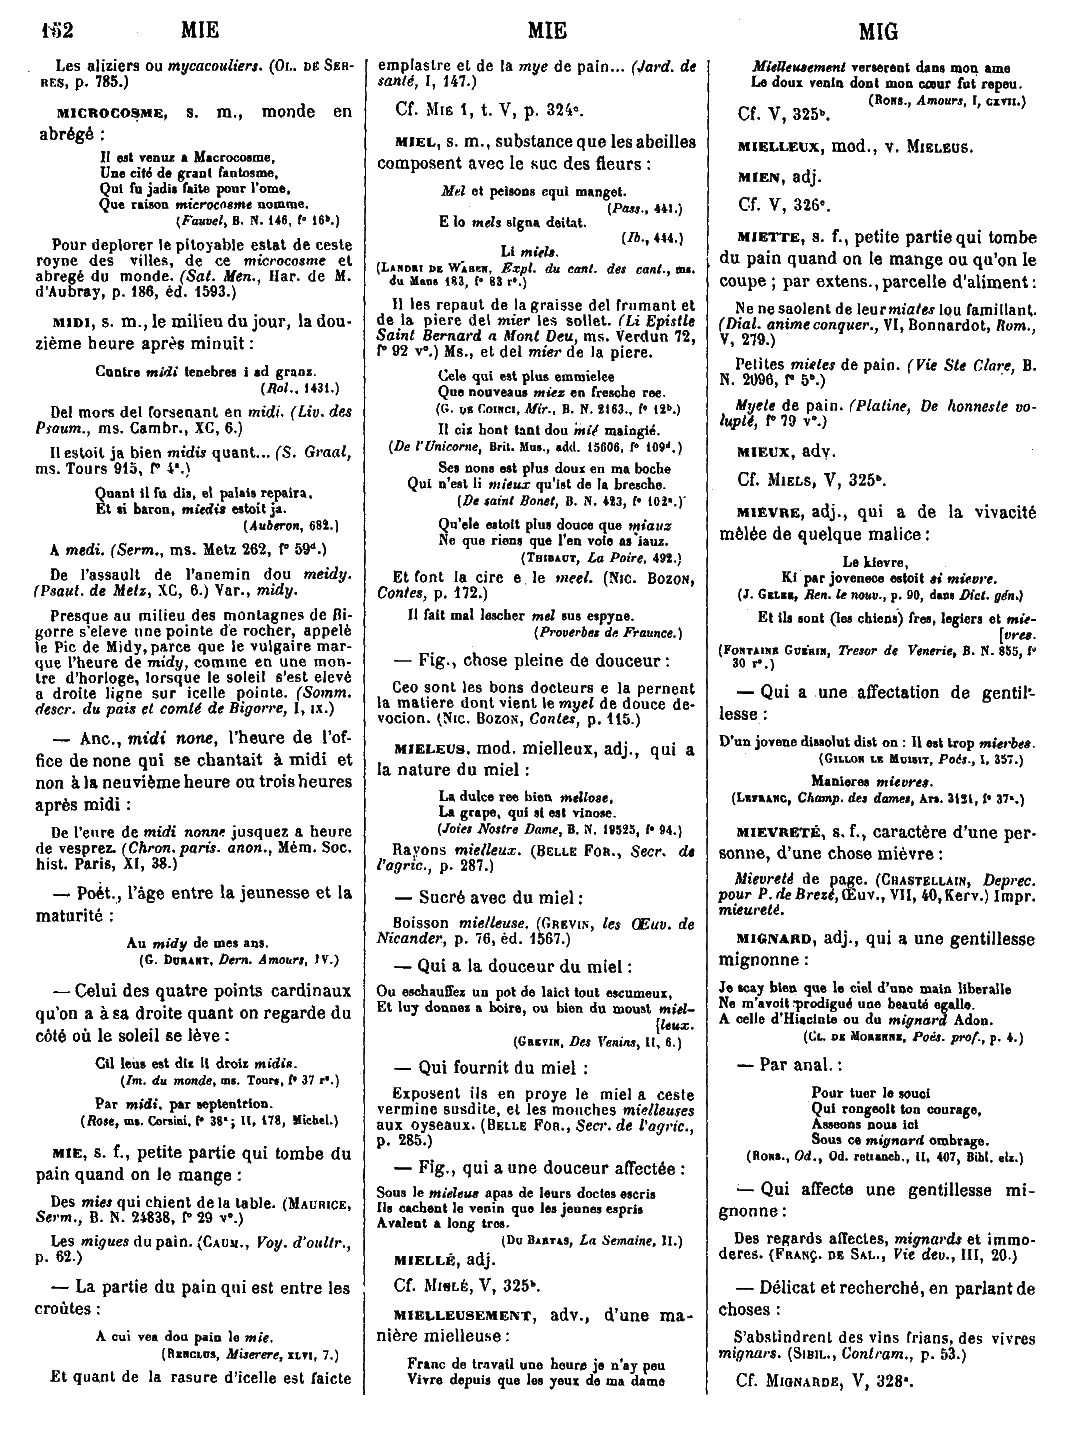 162 MIE MIE MIG
Les aliziers ou mycacouliers. (OL. DE SER-
RES, p. 785.)
MICROCOSME, s. m., monde en
abrégé :
Il est venuz a Macrocosme,
Une cité de grant fantosme,
Qui fu jadis faite pour l'ome,
Que raison microcosme nomme.
(Fauvel, B. N. 146, f° 16ᵇ.)
Pour deplorer le pitoyable estat de ceste
royne des villes, de ce microcosme et
abregé du monde. (Sat. Men., Har. de M.
d'Aubray, p. 186, éd. 1593.)
MIDI, s. m., le milieu du jour, la dou-
zième heure après minuit :
Contre midi tenebres i ad granz.
(Rol., 1431.)
Del mors del forsenant en midi. (Liv. des
Psaum., ms. Cambr., XC, 6.)
Il estoit ja bien midis quant... (S. Graal,
ms. Tours 915, f° 4ᵃ.)
Quant il fu dis, el palais repaira,
Et si baron, miedis estoit ja.
(Auberon, 682.)
A medi. (Serm., ms. Metz 262, f° 59ᵈ.)
De l'assault de l'anemin dou meidy.
(Psaut. de Metz, XC, 6.) Var., midy.
Presque au milieu des montagnes de Bi-
gorre s'eleve une pointe de rocher, appelé
le Pic de Midy, parce que le vulgaire mar-
que l'heure de midy, comme en une mon-
tre d'horloge, lorsque le soleil s'est elevé
a droite ligne sur icelle pointe. (Somm.
descr. du pais et comté de Bigorre, I, IX.)
— Anc., midi none, l'heure de l'of-
fice de none qui se chantait à midi et
non à la neuvième heure ou trois heures
après midi :
De l'eure de midi nonne jusquez a heure
de vesprez. (Chron. paris. anon., Mém. Soc.
hist. Paris, XI, 38.)
— Poét., l'âge entre la jeunesse et la
maturité :
Au midy de mes ans.
(G. DURANT, Dern. Amours, IV.)
— Celui des quatre points cardinaux
qu'on a à sa droite quant on regarde du
côté où le soleil se lève :
Cil leus est diz li droiz midis.
(Im. du monde, ms. Tours, f° 37 r°.)
Par midi, par septentrion.
(Rose, ms. Corsini, f° 38ᵃ; II, 178, Michel.)
MIE, s. f., petite partie qui tombe du
pain quand on le mange :
Des mies qui chient de la table. (MAURICE,
Serm., B. N. 24838, f° 29 v°.)
Les migues du pain. (CAUM., Voy. d'oultr.,
p. 62.)
— La partie du pain qui est entre les
croûtes :
A cui vea dou pain le mie.
(RENCLUS, Miserere, XLVI, 7.)
Et quant de la rasure d'icelle est faicte
emplastre et de la mye de pain... (Jard. de
santé, I, 147.)
Cf. MIE 1, t. V, p. 324ᶜ.
MIEL, s. m., substance que les abeilles
composent avec le suc des fleurs :
Mel et peisons equi manget.
(Pass., 441.)
E lo mels signa deitat.
(Ib., 444.)
Li miels.
(LANDRI DE WABEN, Expl. du cant. des cant., ms.
du Mans 183, f° 83 r°.)
Il les repaut de la graisse del frumant et
de la piere del mier les sollet. (Li Epistle
Saint Bernard a Mont Deu, ms. Verdun 72,
f° 92 v°.) Ms., et del mier de la piere.
Cele qui est plus emmielee
Que nouveaus miez en fresche ree.
(G. DE COINCI, Mir., B. N. 2163., f° 12ᵇ.)
Il ciz hont tant dou mil maingié.
(De l'Unicorne, Brit. Mus., add. 15606, f° 109ᵈ.)
Ses nons est plus doux en ma boche
Qui n'est li mieux qu'ist de la bresche.
(De saint Bonet, B. N. 423, f° 102ᵃ.)
Qu'ele estoit plus douce que miauz
Ne que riens que l'en voie as iauz.
(THIBAUT, La Poire, 492.)
Et font la cire e le meel. (NIC. BOZON,
Contes, p. 172.)
Il fait mal lescher mel sus espyne.
(Proverbes de Fraunce.)
— Fig., chose pleine de douceur :
Ceo sont les bons docteurs e la pernent
la matiere dont vient le myel de douce de-
vocion. (NIC. BOZON, Contes, p. 115.)
MIELEUS, mod. mielleux, adj., qui a
la nature du miel :
La dulce ree bien mellose,
La grape, qui si est vinose.
(Joies Nostre Dame, B. N. 19525, f° 94.)
Rayons mielleux. (BELLE FOR., Secr. de
l'agric., p. 287.)
— Sucré avec du miel :
Boisson mielleuse. (GREVIN, les Œuv. de
Nicander, p. 76, éd. 1567.)
— Qui a la douceur du miel :
Ou eschauffez un pot de laict tout escumeux,
Et luy donnez a boire, ou bien du moust miel-
[leux.
(GREVIN, Des Venins, II, 6.)
— Qui fournit du miel :
Exposent ils en proye le miel a ceste
vermine susdite, et les mouches mielleuses
aux oyseaux. (BELLE FOR., Secr. de l'agric.,
p. 285.)
— Fig., qui a une douceur affectée :
Sous le mieleus apas de leurs doctes escris
Ils cachent le venin que les jeunes espris
Avalent a long tros.
(DU BARTAS, La Semaine, II.)
MIELLÉ, adj.
Cf. MIELÉ, V, 325ᵇ.
MIELLEUSEMENT, adv., d'une ma-
nière mielleuse :
Franc de travail une heure je n'ay peu
Vivre depuis que les yeux de ma dame
Mielleusement verserent dans mon ame
Le doux venin dont mon cœur fut repeu.
(RONS., Amours, I, CXVII.)
Cf. V, 325ᵇ.
MIELLEUX, mod., v. MIELEUS.
MIEN, adj.
Cf. V, 326ᶜ.
MIETTE, s. f., petite partie qui tombe
du pain quand on le mange ou qu'on le
coupe ; par extens., parcelle d'aliment :
Ne ne saolent de leur miates lou famillant.
(Dial. anime conquer., VI, Bonnardot, Rom.,
V, 279.)
Petites mietes de pain. (Vie Ste Clare, B.
N. 2096, f° 5ᵇ.)
Myete de pain. (Platine, De honneste vo-
lupté, f° 79 v°.)
MIEUX, adv.
Cf. MIELS, V, 325ᵇ.
MIEVRE, adj., qui a de la vivacité
mêlée de quelque malice :
Le kievre,
Ki par jovenece estoit si mievre.
(J. GELEE, Ren. le nouv., p. 90, dans Dict. gén.)
Et ils sont (les chiens) fres, legiers et mie-
[vres.
(FONTAINE GUERIN, Tresor de Venerie, B. N. 855, f°
30 r°.)
— Qui a une affectation de gentil-
lesse :
D'un jovene dissolut dist on : Il est trop mierbes.
(GILLON LE MUISIT, Poés., I, 357.)
Manieres mievres.
(LEFRANC, Champ. des dames, Ars. 3121, f° 37ᵃ.)
MIEVRETÉ, s. f., caractère d'une per-
sonne, d'une chose mièvre :
Mievreté de page. (CHASTELLAIN, Deprec.
pour P. de Brezé, Œuv., VII, 40, Kerv.) Impr.
mieureté.
MIGNARD, adj., qui a une gentillesse
mignonne :
Je scay bien que le ciel d'une main liberalle
Ne m'avoit prodigué une beauté egalle.
A celle d'Hiacinte ou du mignard Adon.
(CL. DE MORENNE, Poés. prof., p. 4.)
— Par anal. :
Pour tuer le souci
Qui rongeoit ton courage,
Asseons nous ici
Sous ce mignard ombrage.
(RONS., Od., Od. retranch., II, 407, Bibl. elz.)
— Qui affecte une gentillesse mi-
gnonne :
Des regards affectes, mignards et immo-
deres. (FRANÇ. DE SAL., Vie dev., III, 20.)
— Délicat et recherché, en parlant de
choses :
S'abstindrent des vins frians, des vivres
mignars. (SIBIL., Contram., p. 53.)
Cf. MIGNARDE, V, 328ᵃ.